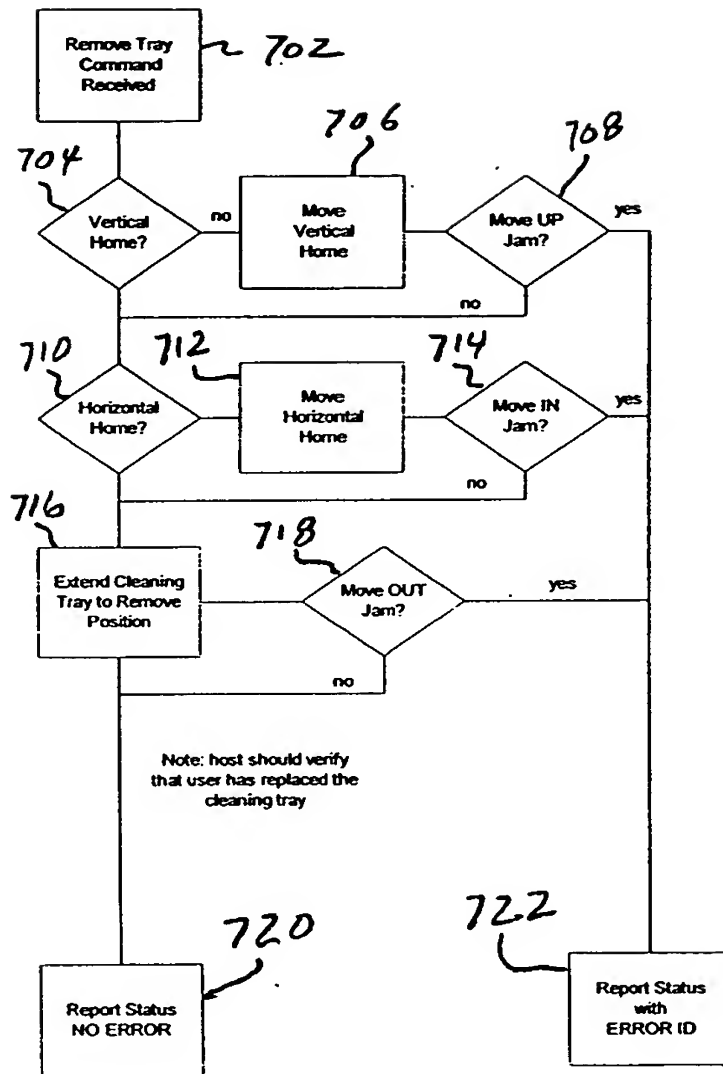 Remove Tray
Command
Received
702
704
Vertical
Home?
no
706
Move
Vertical
Home
708
Move UP
Jam?
yes
no
710
Horizontal
Home?
712
Move
Horizontal
Home
714
Move IN
Jam?
yes
no
716
Extend Cleaning
Tray to Remove
Position
718
Move OUT
Jam?
yes
no
Note: host should verify
that user has replaced the
cleaning tray
720
Report Status
NO ERROR
722
Report Status
with
ERROR ID